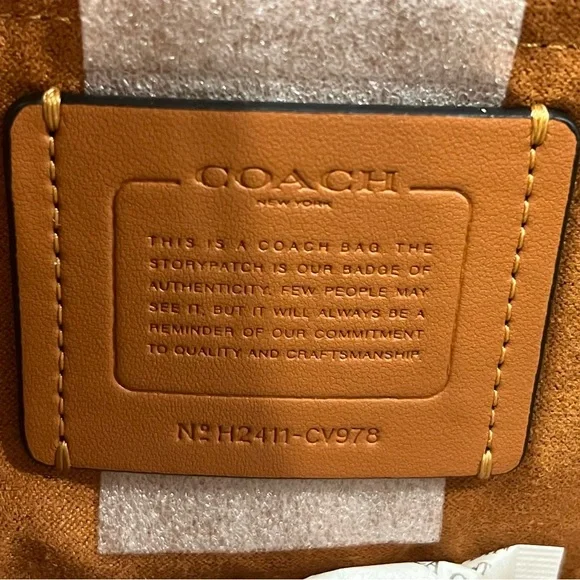 COACH
NEW YORK
THIS IS A COACH BAG. THE
STORYPATCH IS OUR BADGE OF
AUTHENTICITY. FEW PEOPLE MAY
SEE IT, BUT IT WILL ALWAYS BE A
REMINDER OF OUR COMMITMENT
TO QUALITY AND CRAFTSMANSHIP.
Nº H2411-CV978